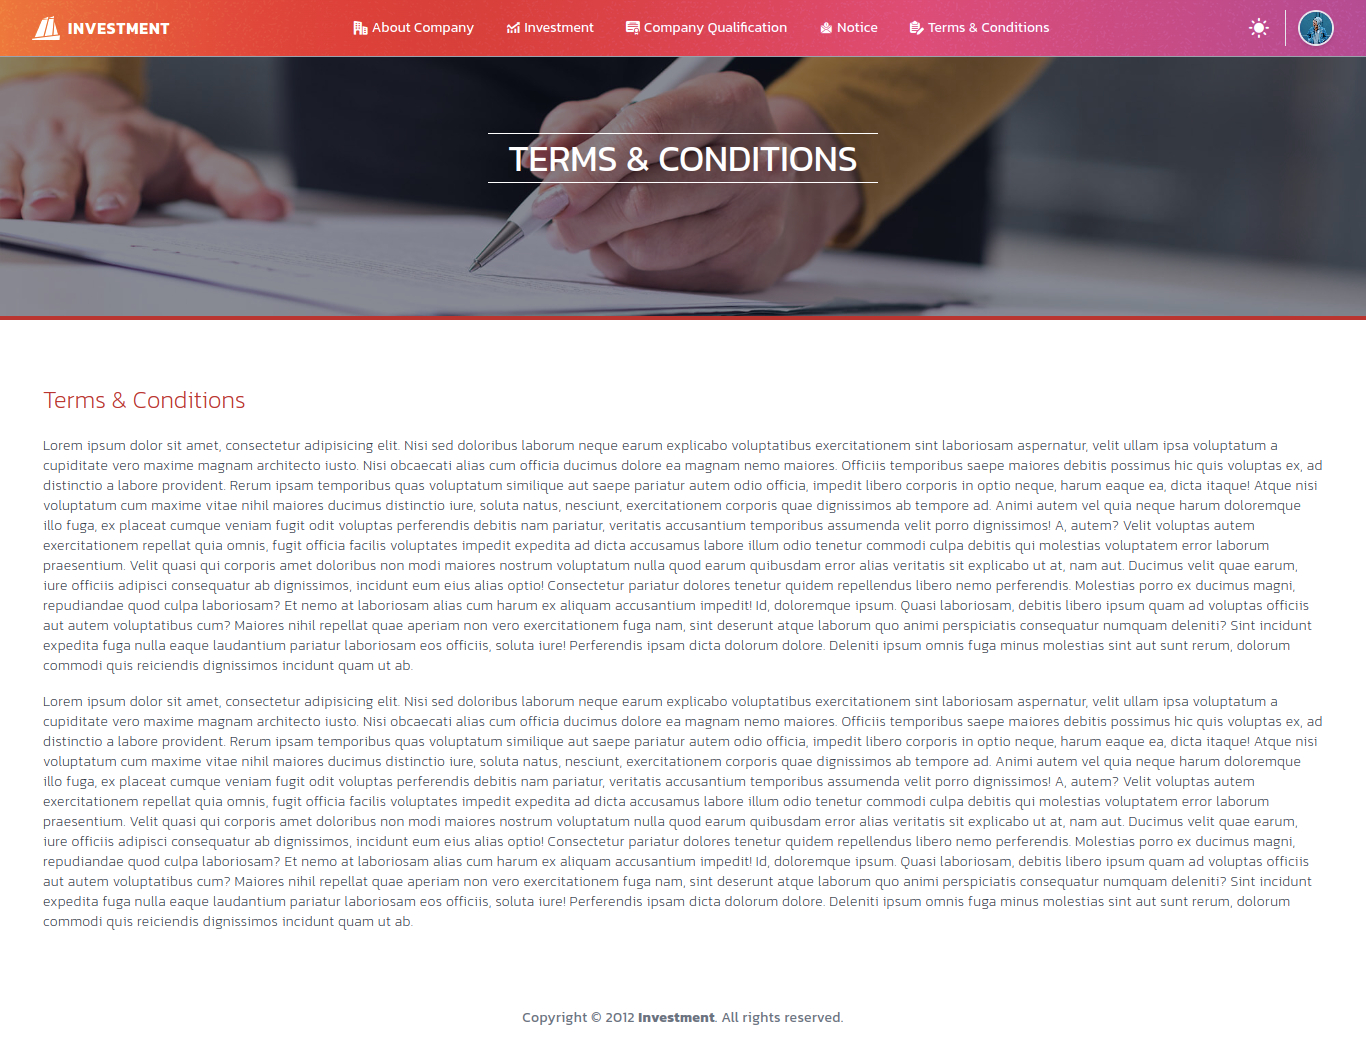 INVESTMENT
About Company
Investment
Company Qualification
Notice
Terms & Conditions
TERMS & CONDITIONS
Terms & Conditions
Lorem ipsum dolor sit amet, consectetur adipisicing elit. Nisi sed doloribus laborum neque earum explicabo voluptatibus exercitationem sint laboriosam aspernatur, velit ullam ipsa voluptatum a
cupiditate vero maxime magnam architecto iusto. Nisi obcaecati alias cum officia ducimus dolore ea magnam nemo maiores. Officiis temporibus saepe maiores debitis possimus hic quis voluptas ex, ad
distinctio a labore provident. Rerum ipsam temporibus quas voluptatum similique aut saepe pariatur autem odio officia, impedit libero corporis in optio neque, harum eaque ea, dicta itaque! Atque nisi
voluptatum cum maxime vitae nihil maiores ducimus distinctio iure, soluta natus, nesciunt, exercitationem corporis quae dignissimos ab tempore ad. Animi autem vel quia neque harum doloremque
illo fuga, ex placeat cumque veniam fugit odit voluptas perferendis debitis nam pariatur, veritatis accusantium temporibus assumenda velit porro dignissimos! A, autem? Velit voluptas autem
exercitationem repellat quia omnis, fugit officia facilis voluptates impedit expedita ad dicta accusamus labore illum odio tenetur commodi culpa debitis qui molestias voluptatem error laborum
praesentium. Velit quasi qui corporis amet doloribus non modi maiores nostrum voluptatum nulla quod earum quibusdam error alias veritatis sit explicabo ut at, nam aut. Ducimus velit quae earum,
iure officiis adipisci consequatur ab dignissimos, incidunt eum eius alias optio! Consectetur pariatur dolores tenetur quidem repellendus libero nemo perferendis. Molestias porro ex ducimus magni,
repudiandae quod culpa laboriosam? Et nemo at laboriosam alias cum harum ex aliquam accusantium impedit! Id, doloremque ipsum. Quasi laboriosam, debitis libero ipsum quam ad voluptas officiis
aut autem voluptatibus cum? Maiores nihil repellat quae aperiam non vero exercitationem fuga nam, sint deserunt atque laborum quo animi perspiciatis consequatur numquam deleniti? Sint incidunt
expedita fuga nulla eaque laudantium pariatur laboriosam eos officiis, soluta iure! Perferendis ipsam dicta dolorum dolore. Deleniti ipsum omnis fuga minus molestias sint aut sunt rerum, dolorum
commodi quis reiciendis dignissimos incidunt quam ut ab.
Lorem ipsum dolor sit amet, consectetur adipisicing elit. Nisi sed doloribus laborum neque earum explicabo voluptatibus exercitationem sint laboriosam aspernatur, velit ullam ipsa voluptatum a
cupiditate vero maxime magnam architecto iusto. Nisi obcaecati alias cum officia ducimus dolore ea magnam nemo maiores. Officiis temporibus saepe maiores debitis possimus hic quis voluptas ex, ad
distinctio a labore provident. Rerum ipsam temporibus quas voluptatum similique aut saepe pariatur autem odio officia, impedit libero corporis in optio neque, harum eaque ea, dicta itaque! Atque nisi
voluptatum cum maxime vitae nihil maiores ducimus distinctio iure, soluta natus, nesciunt, exercitationem corporis quae dignissimos ab tempore ad. Animi autem vel quia neque harum doloremque
illo fuga, ex placeat cumque veniam fugit odit voluptas perferendis debitis nam pariatur, veritatis accusantium temporibus assumenda velit porro dignissimos! A, autem? Velit voluptas autem
exercitationem repellat quia omnis, fugit officia facilis voluptates impedit expedita ad dicta accusamus labore illum odio tenetur commodi culpa debitis qui molestias voluptatem error laborum
praesentium. Velit quasi qui corporis amet doloribus non modi maiores nostrum voluptatum nulla quod earum quibusdam error alias veritatis sit explicabo ut at, nam aut. Ducimus velit quae earum,
iure officiis adipisci consequatur ab dignissimos, incidunt eum eius alias optio! Consectetur pariatur dolores tenetur quidem repellendus libero nemo perferendis. Molestias porro ex ducimus magni,
repudiandae quod culpa laboriosam? Et nemo at laboriosam alias cum harum ex aliquam accusantium impedit! Id, doloremque ipsum. Quasi laboriosam, debitis libero ipsum quam ad voluptas officiis
aut autem voluptatibus cum? Maiores nihil repellat quae aperiam non vero exercitationem fuga nam, sint deserunt atque laborum quo animi perspiciatis consequatur numquam deleniti? Sint incidunt
expedita fuga nulla eaque laudantium pariatur laboriosam eos officiis, soluta iure! Perferendis ipsam dicta dolorum dolore. Deleniti ipsum omnis fuga minus molestias sint aut sunt rerum, dolorum
commodi quis reiciendis dignissimos incidunt quam ut ab.
Copyright © 2012 Investment. All rights reserved.